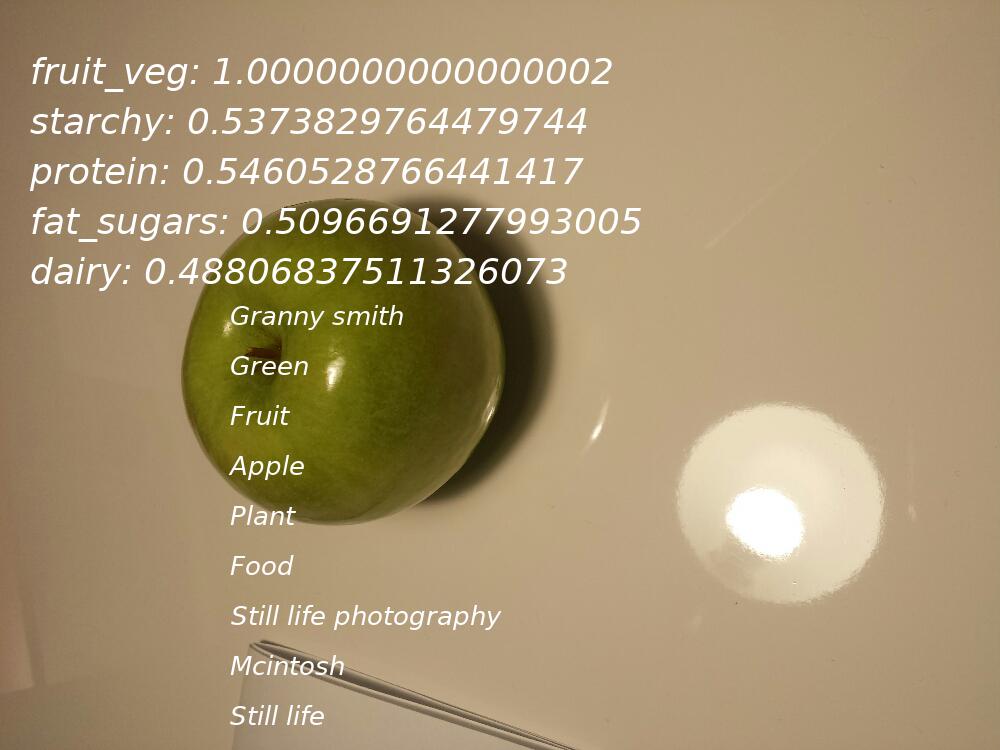 fruit_veg: 1.0000000000000002
starchy: 0.5373829764479744
protein: 0.5460528766441417
fat_sugars: 0.5096691277993005
dairy: 0.48806837511326073
Granny smith
Green
Fruit
Apple
Plant
Food
Still life photography
Mcintosh
Still life